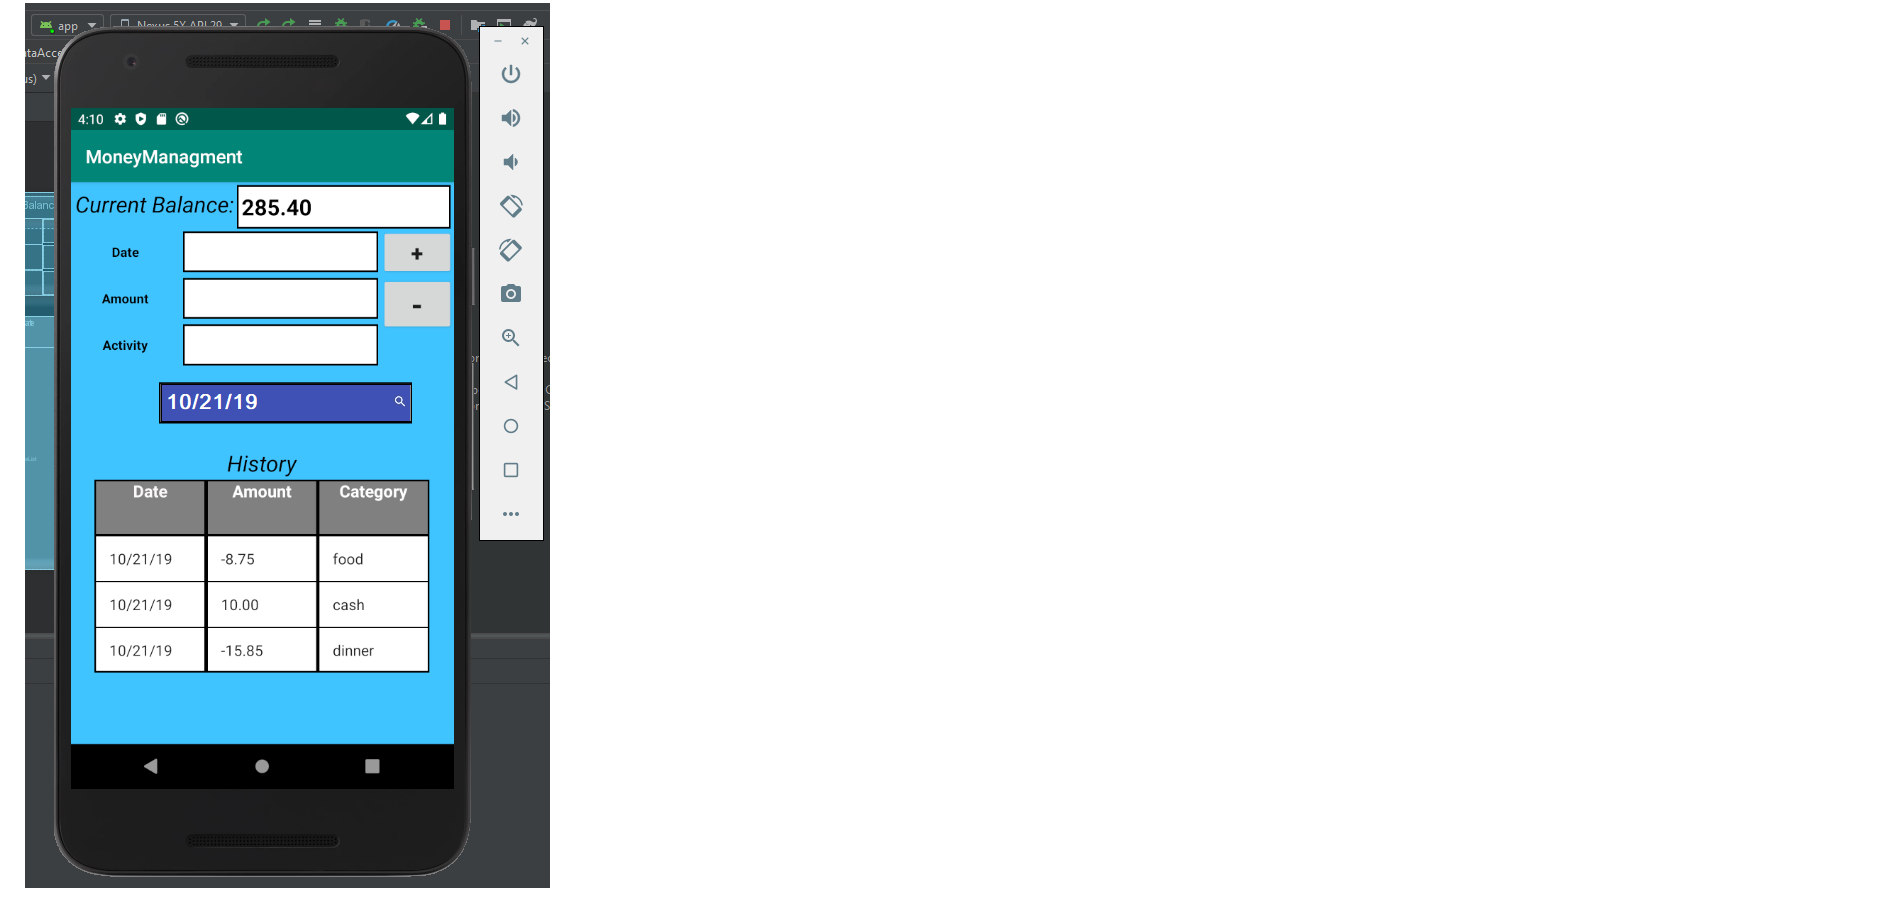 app
Nexus 5X API 29
4:10
MoneyManagment
Current Balance: 285.40
Date
+
Amount
-
Activity
10/21/19
History
Date Amount Category
10/21/19 -8.75 food
10/21/19 10.00 cash
10/21/19 -15.85 dinner